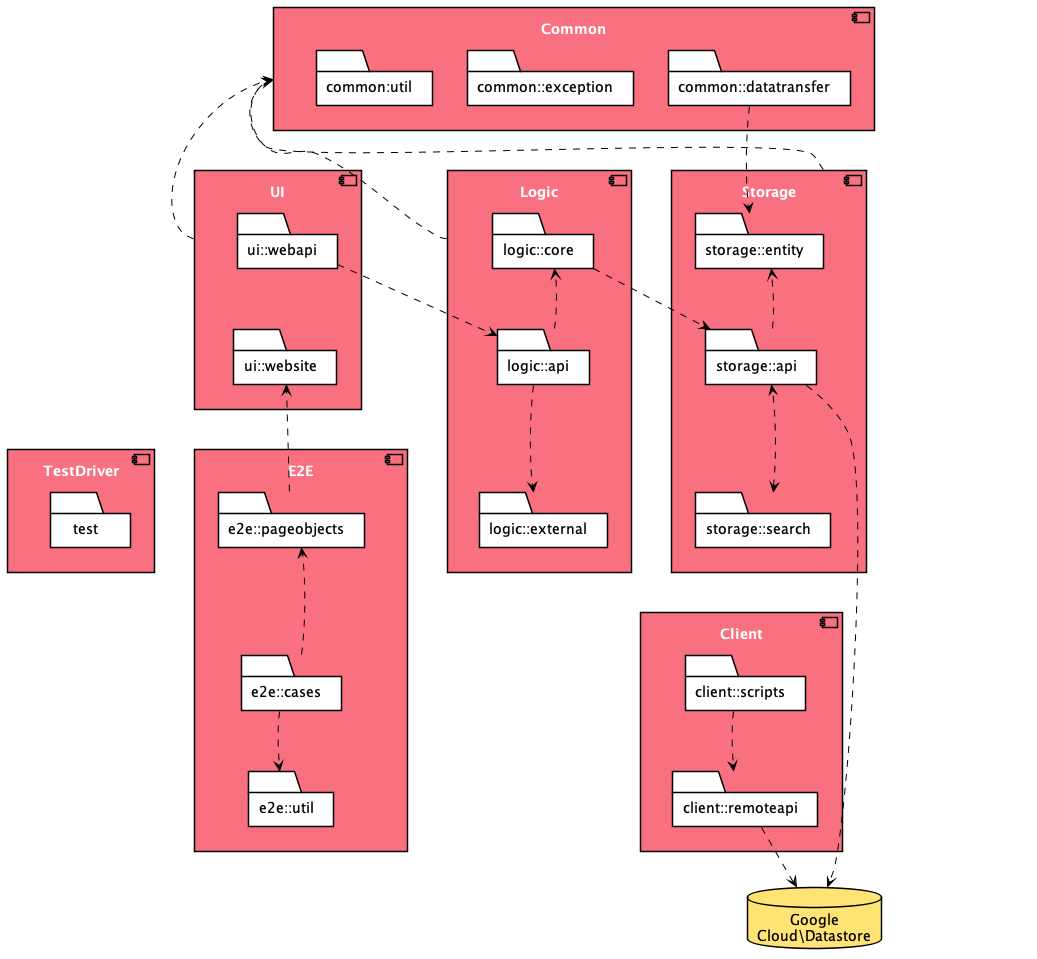 Common
common:util
common::exception
common::datatransfer
UI
ui::webapi
ui::website
Logic
logic::core
logic::api
logic::external
Storage
storage::entity
storage::api
storage::search
TestDriver
test
E2E
e2e::pageobjects
e2e::cases
e2e::util
Client
client::scripts
client::remoteapi
Google
Cloud\Datastore